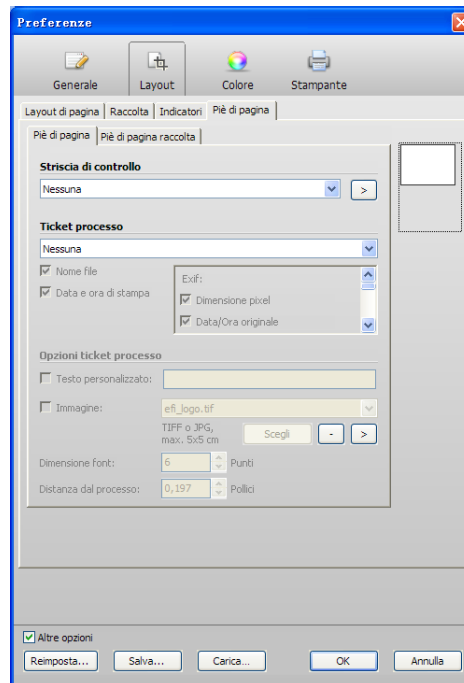 Preferenze
Generale Layout Colore Stampante
Layout di pagina Raccolta Indicatori Piè di pagina
Piè di pagina Piè di pagina raccolta
Striscia di controllo
Nessuna >
Ticket processo
Nessuna
Nome file
Data e ora di stampa
Exif:
Dimensione pixel
Data/Ora originale
Opzioni ticket processo
Testo personalizzato:
Immagine: efi_logo.tif
TIFF o JPG,
max. 5x5 cm
Scegli - >
Dimensione font: 6 Punti
Distanza dal processo: 0,197 Pollici
Altre opzioni
Reimposta... Salva... Carica... OK Annulla